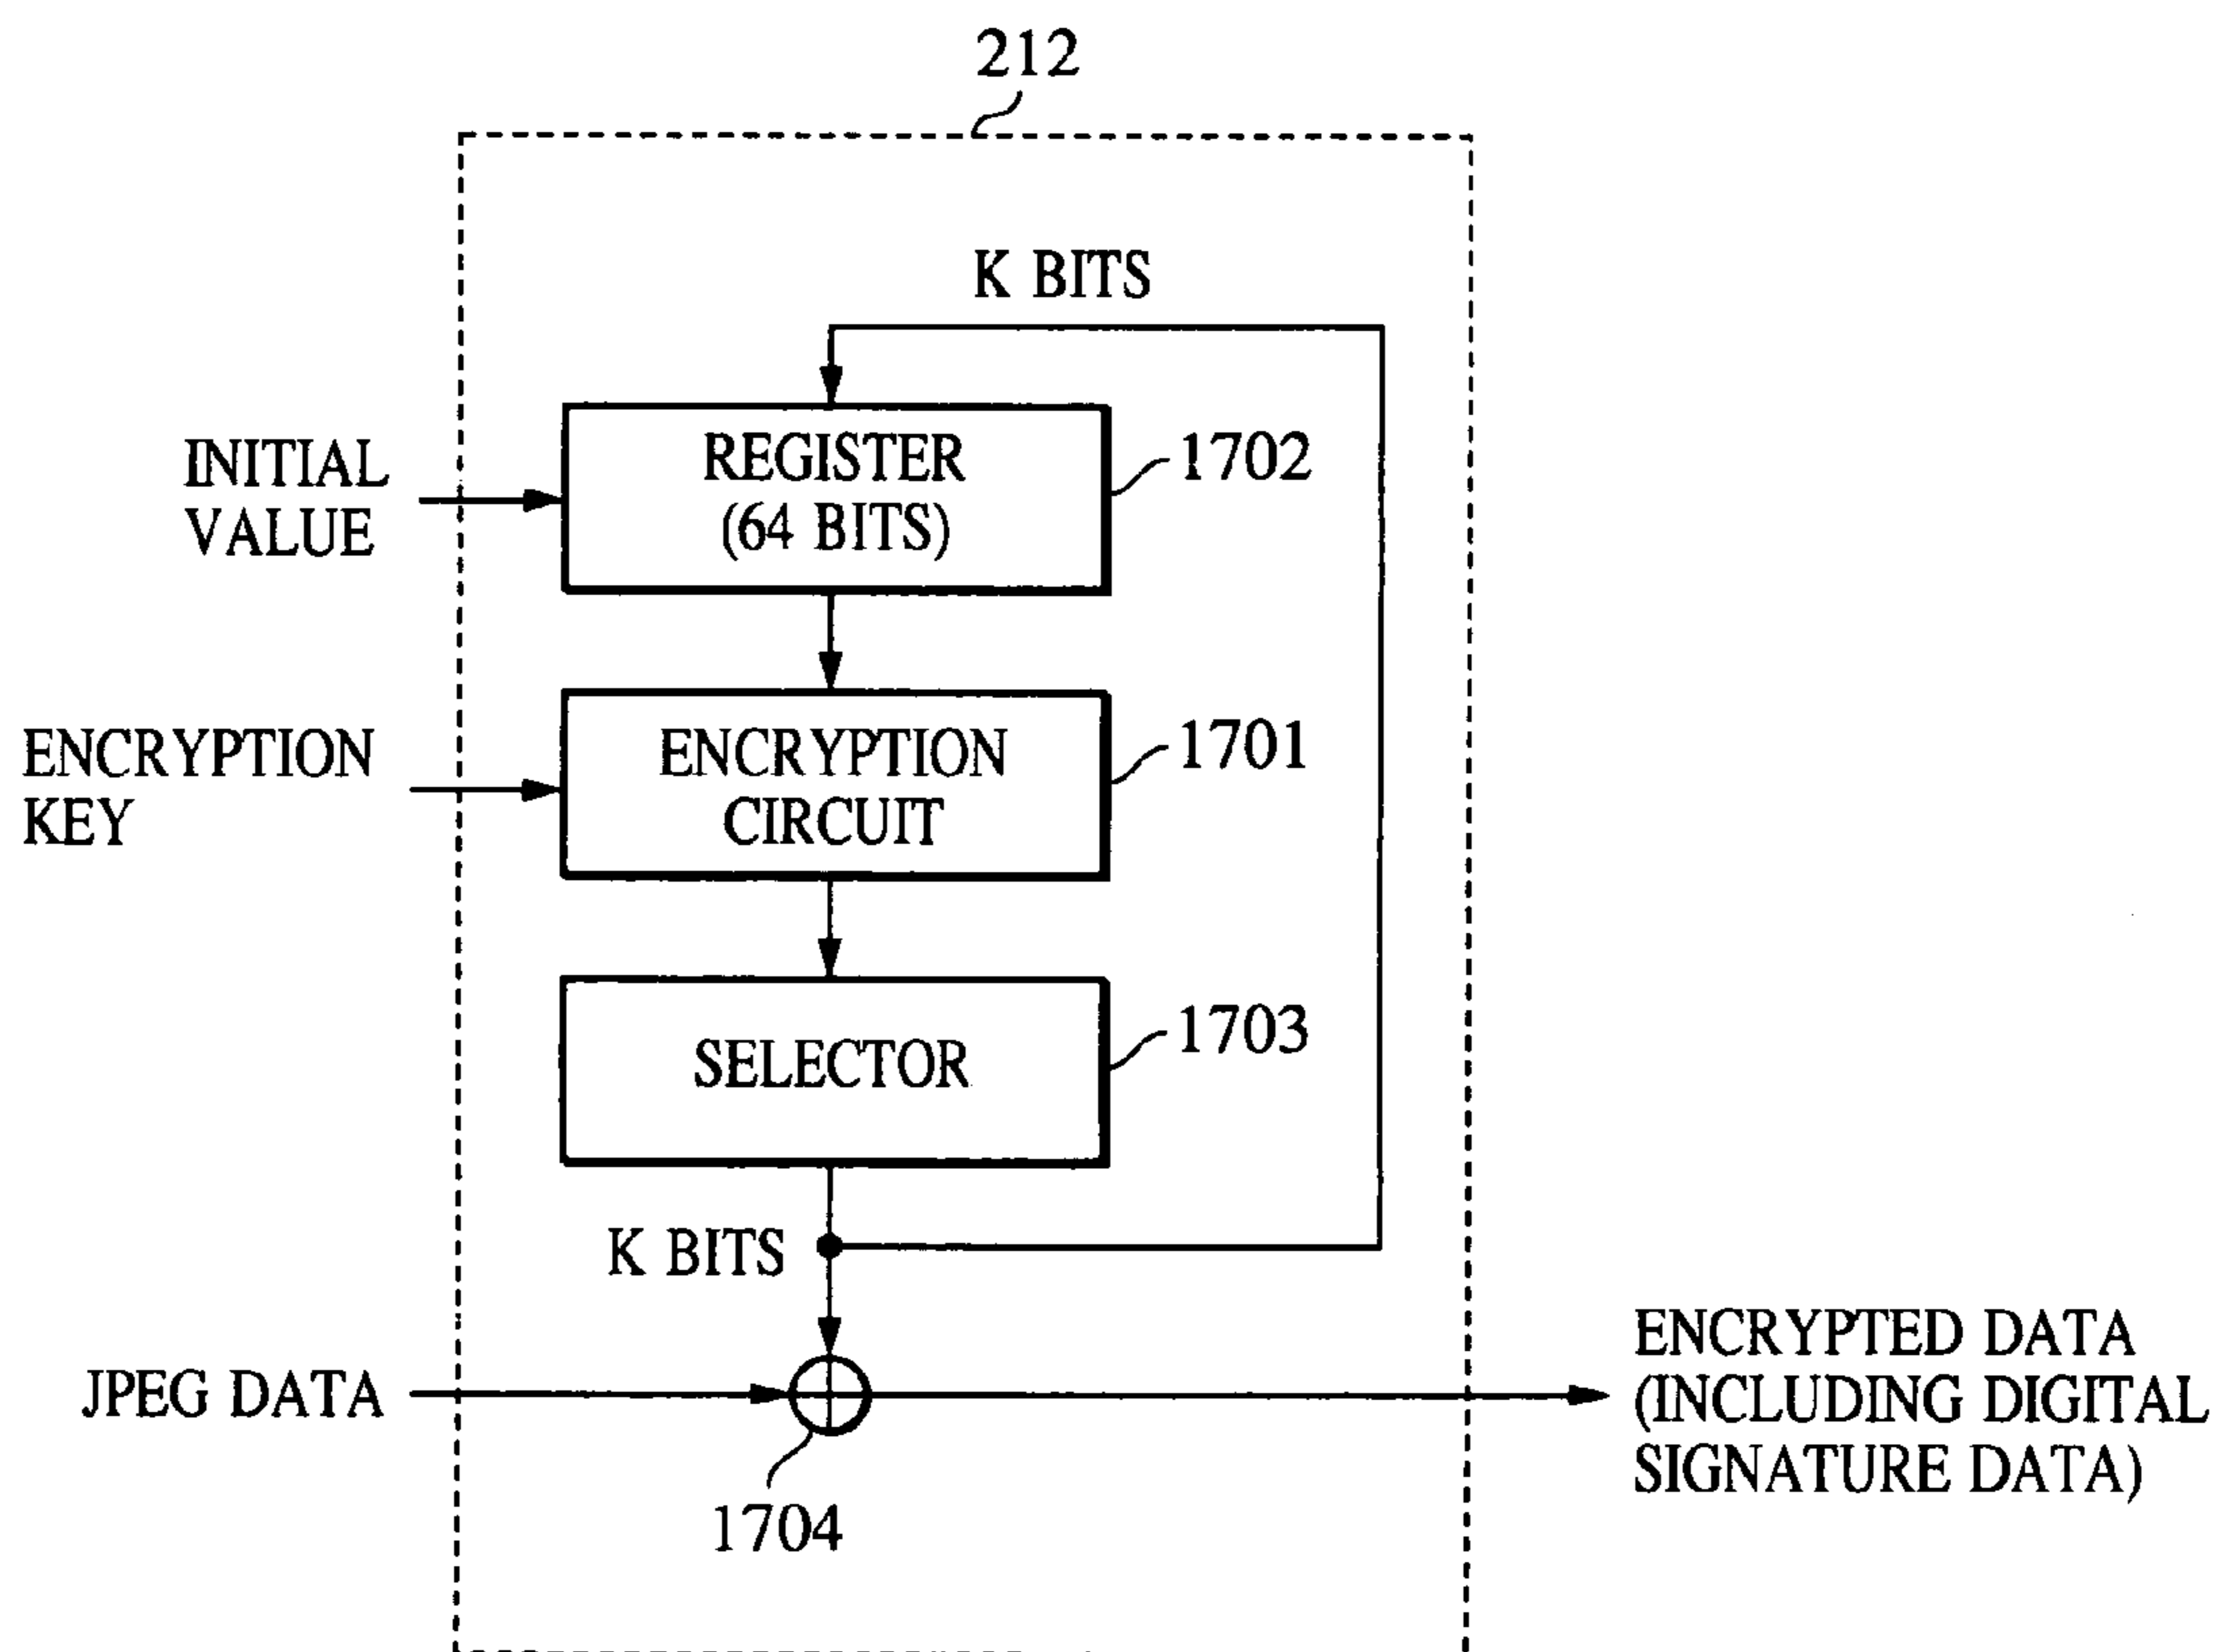 212
K BITS
INITIAL
VALUE
REGISTER
(64 BITS)
1702
ENCRYPTION
KEY
ENCRYPTION
CIRCUIT
1701
SELECTOR
1703
K BITS
JPEG DATA
1704
ENCRYPTED DATA
(INCLUDING DIGITAL
SIGNATURE DATA)